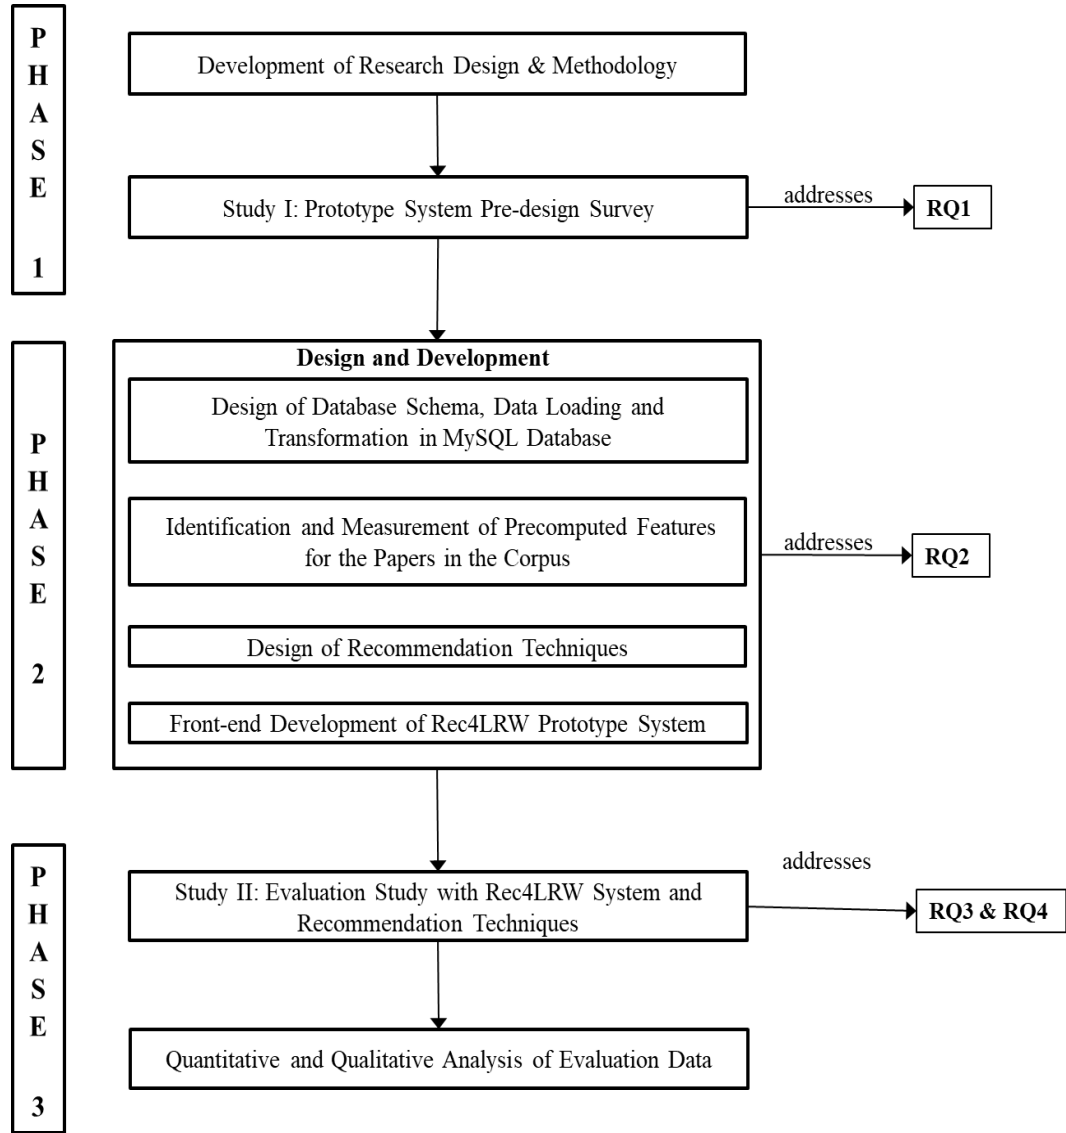 PHASE 1
Development of Research Design & Methodology
Study I: Prototype System Pre-design Survey
addresses
RQ1
PHASE 2
Design and Development
Design of Database Schema, Data Loading and
Transformation in MySQL Database
Identification and Measurement of Precomputed Features
for the Papers in the Corpus
addresses
RQ2
Design of Recommendation Techniques
Front-end Development of Rec4LRW Prototype System
PHASE 3
Study II: Evaluation Study with Rec4LRW System and
Recommendation Techniques
addresses
RQ3 & RQ4
Quantitative and Qualitative Analysis of Evaluation Data